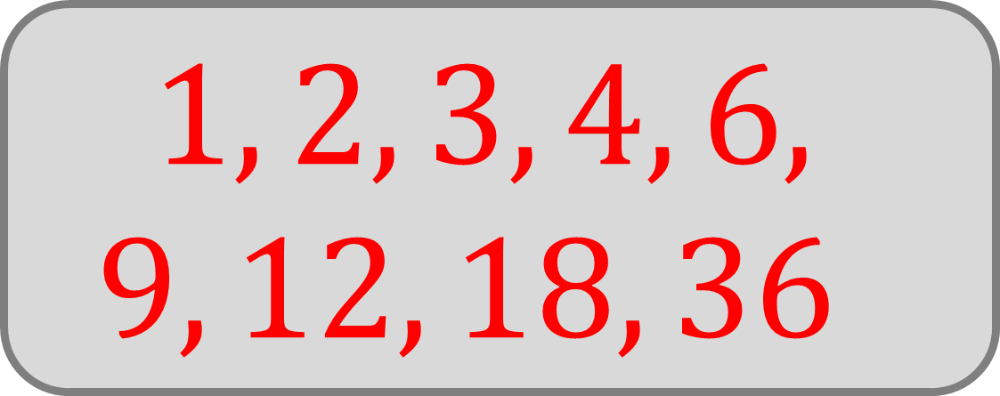 1, 2, 3, 4, 6,
9, 12, 18, 36